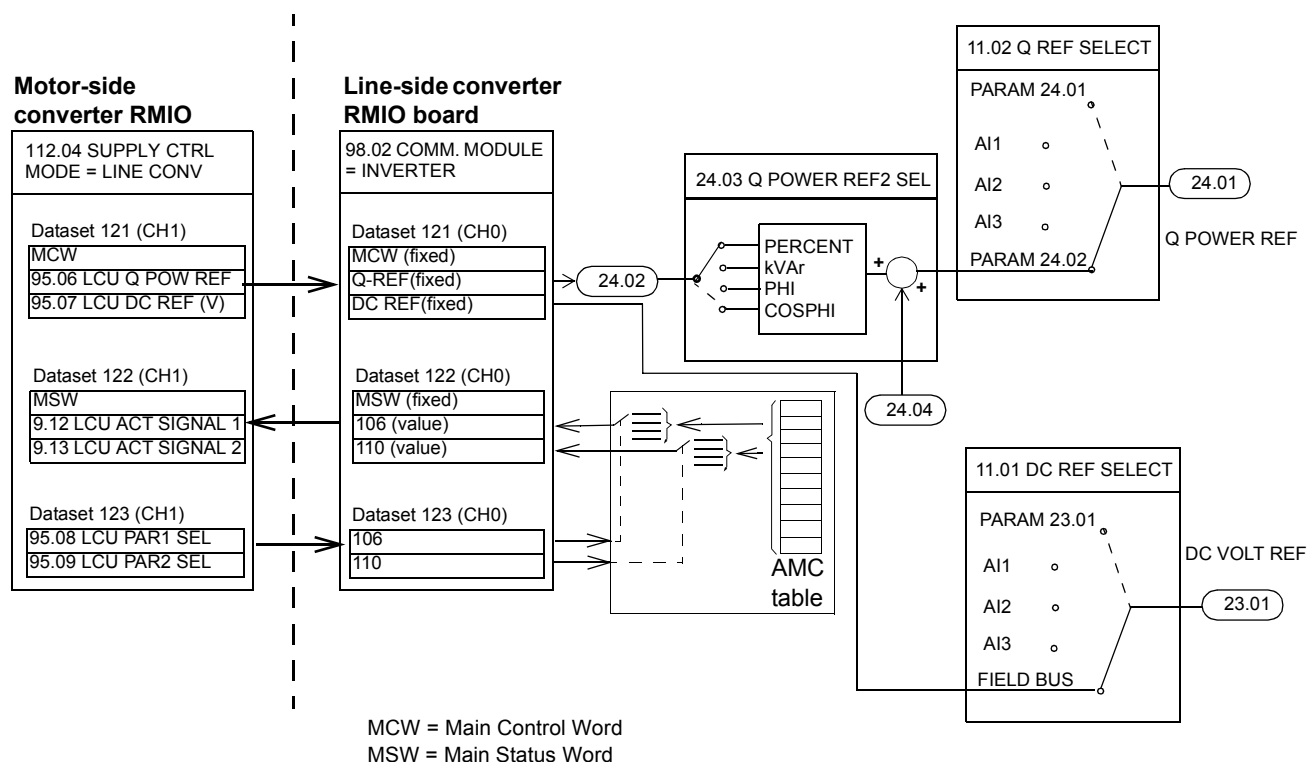 Motor-side
converter RMIO
112.04 SUPPLY CTRL
MODE = LINE CONV
Dataset 121 (CH1)
MCW
95.06 LCU Q POW REF
95.07 LCU DC REF (V)
Dataset 122 (CH1)
MSW
9.12 LCU ACT SIGNAL 1
9.13 LCU ACT SIGNAL 2
Dataset 123 (CH1)
95.08 LCU PAR1 SEL
95.09 LCU PAR2 SEL
Line-side converter
RMIO board
98.02 COMM. MODULE
= INVERTER
Dataset 121 (CH0)
MCW (fixed)
Q-REF(fixed)
DC REF(fixed)
Dataset 122 (CH0)
MSW (fixed)
106 (value)
110 (value)
Dataset 123 (CH0)
106
110
24.02
24.03 Q POWER REF2 SEL
PERCENT
kVAr
PHI
COSPHI
+
+
24.04
AMC
table
11.02 Q REF SELECT
PARAM 24.01
AI1
AI2
AI3
PARAM 24.02
24.01
Q POWER REF
11.01 DC REF SELECT
PARAM 23.01
AI1
AI2
AI3
FIELD BUS
DC VOLT REF
23.01
MCW = Main Control Word
MSW = Main Status Word